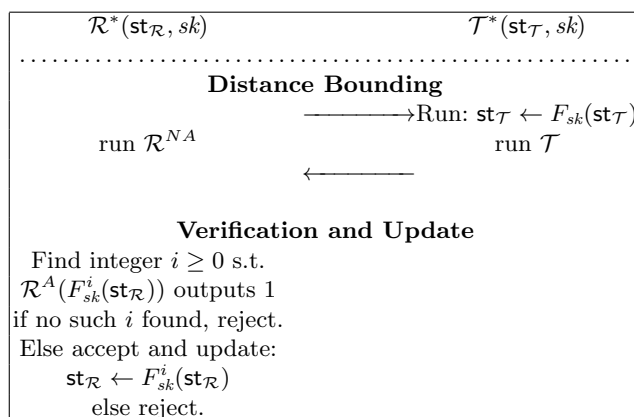 R*(st_R, sk) T*(st_T, sk)
Distance Bounding
Run: st_T ← F_sk(st_T)
run R^NA run T
Verification and Update
Find integer i ≥ 0 s.t.
R^A(F^i_sk(st_R)) outputs 1
if no such i found, reject.
Else accept and update:
st_R ← F^i_sk(st_R)
else reject.